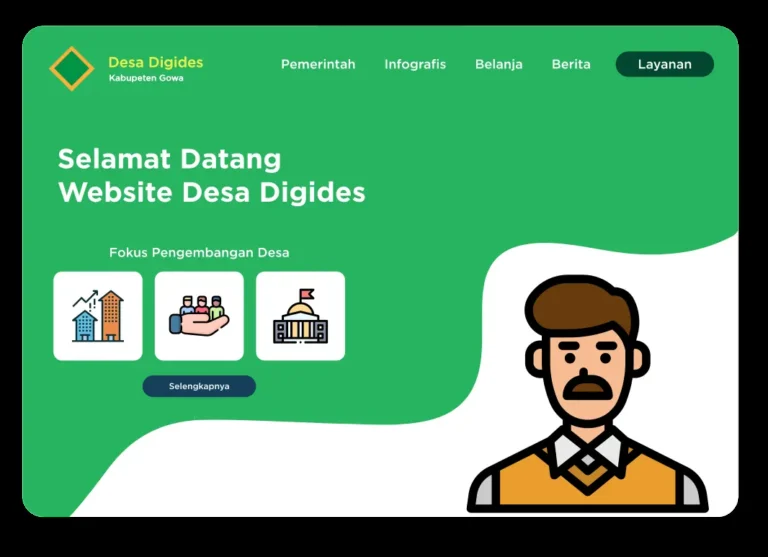 Desa Digides
Kabupeten Gowa
Pemerintah
Infografis
Belanja
Berita
Layanan
Selamat Datang
Website Desa Digides
Fokus Pengembangan Desa
Selengkapnya